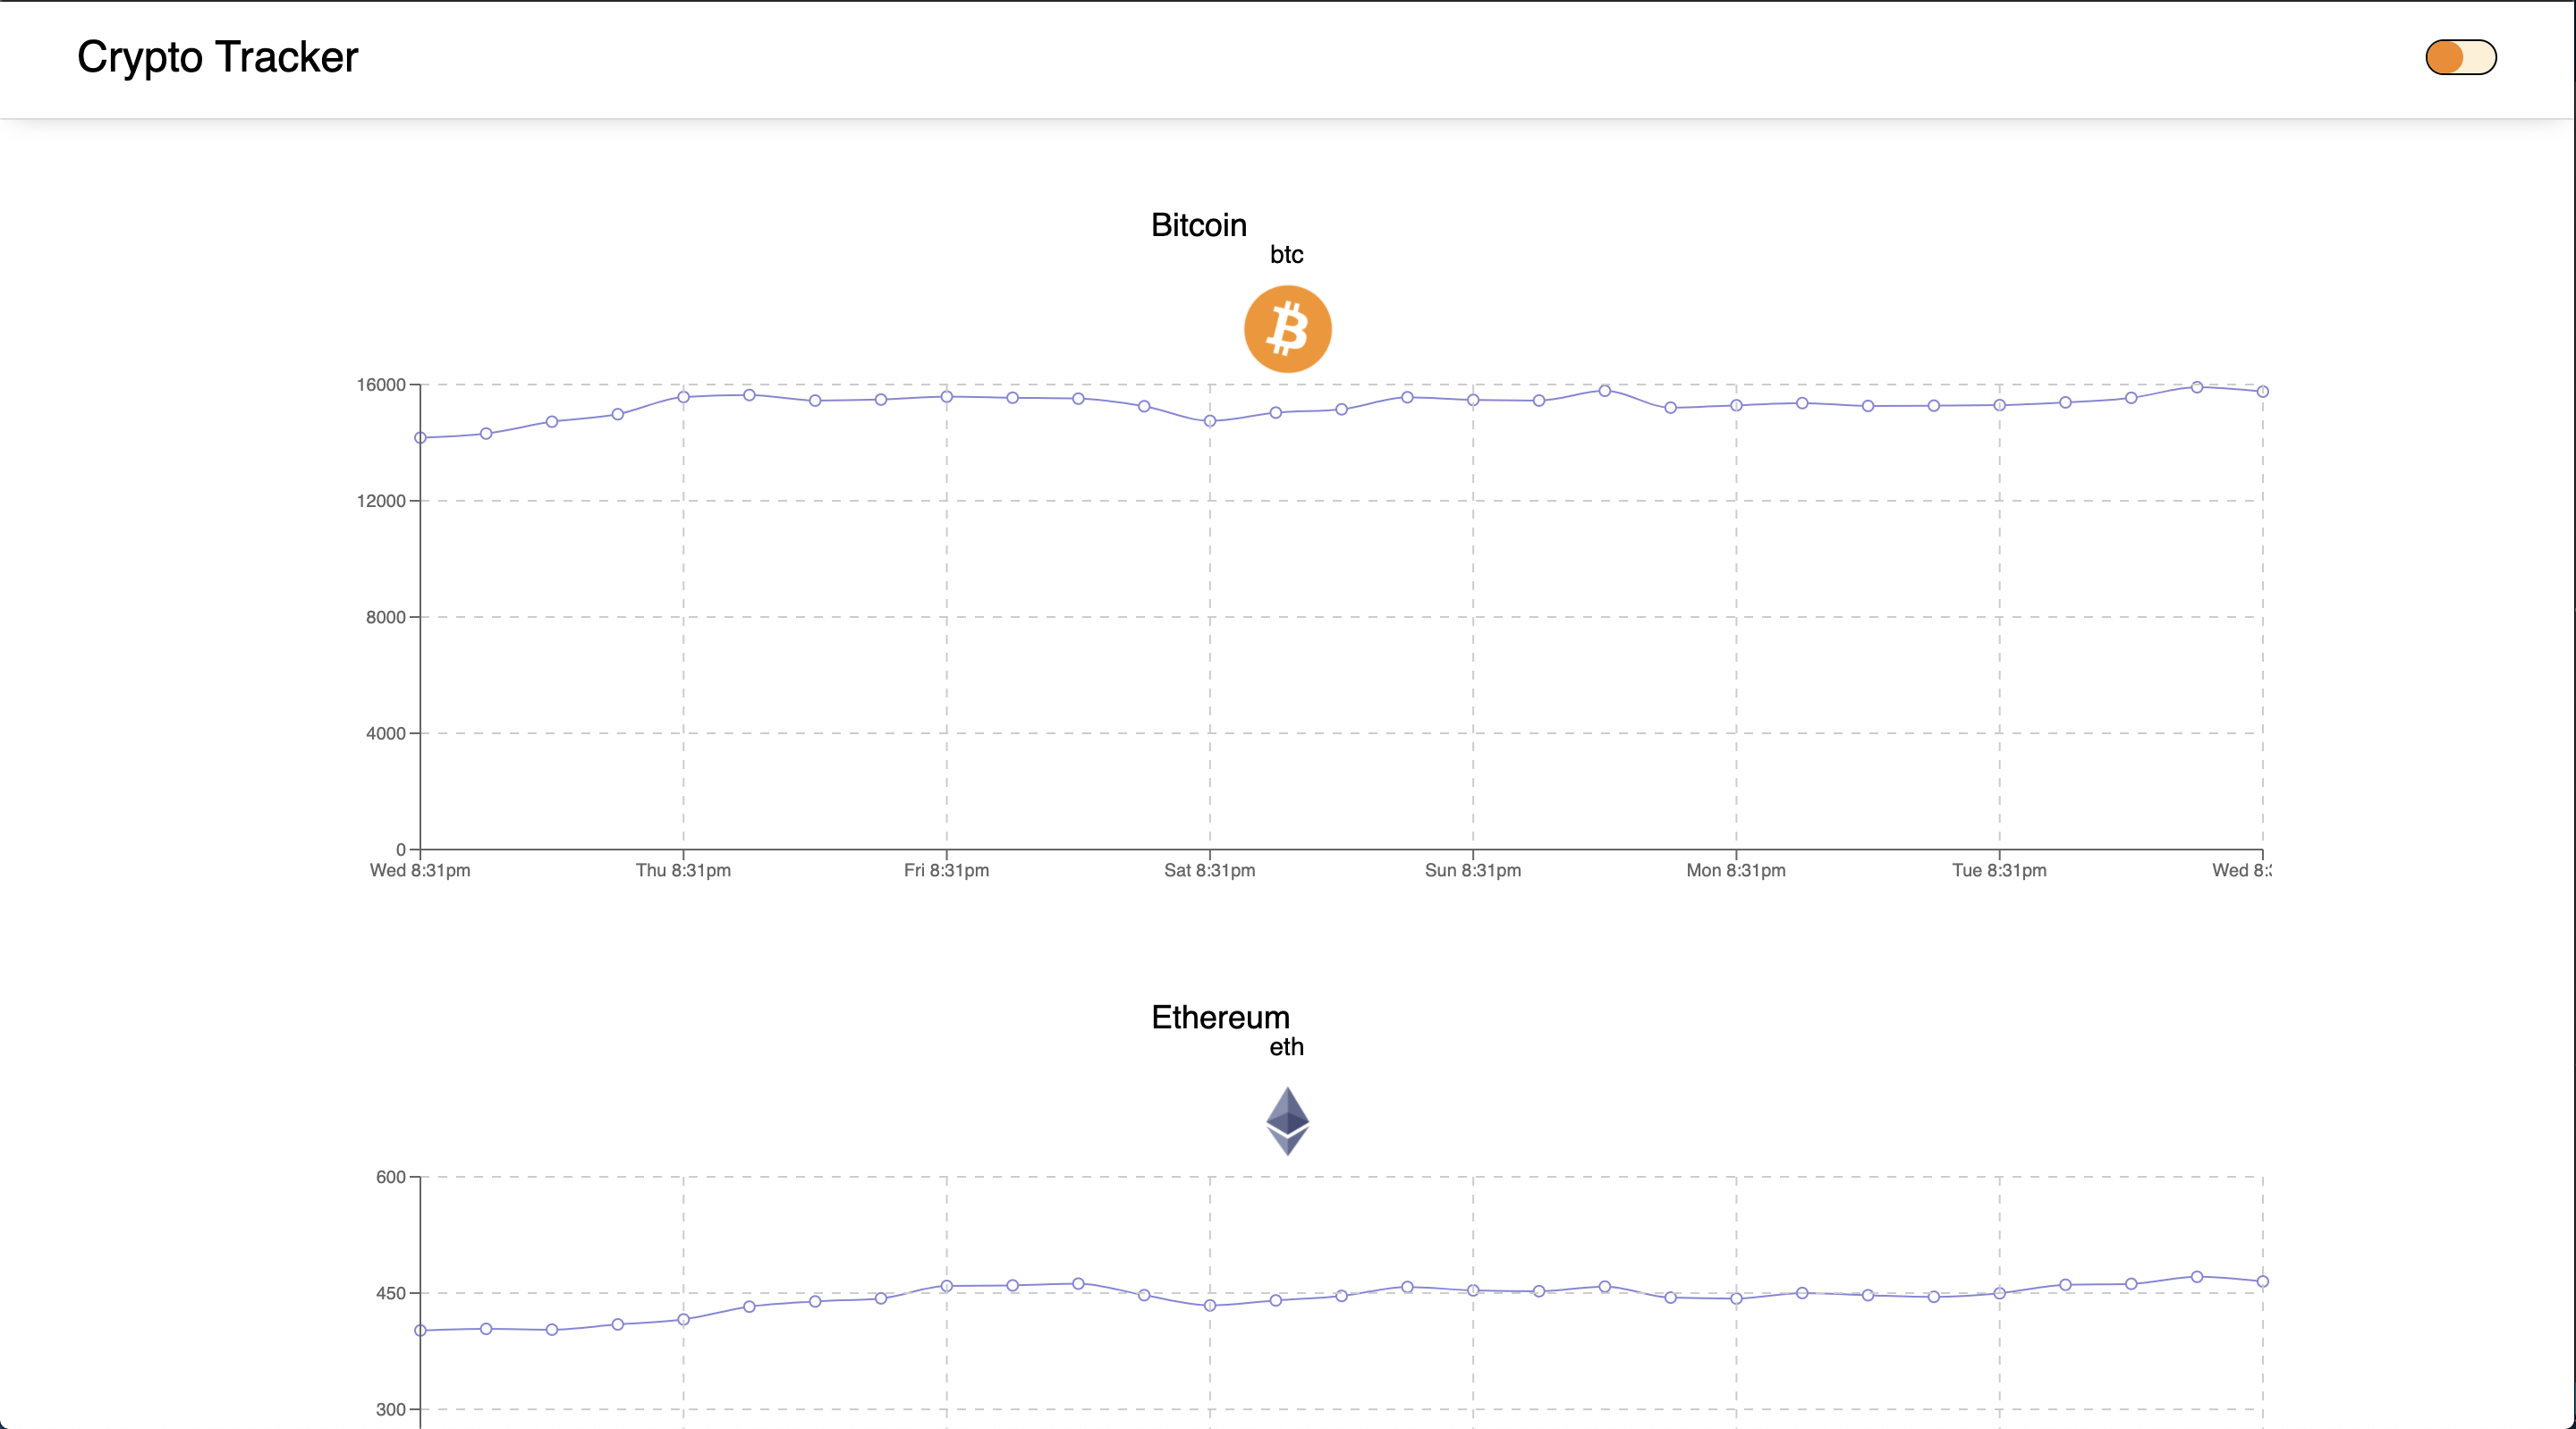 Crypto Tracker
Bitcoin
btc
16000
12000
8000
4000
0
Wed 8:31pm Thu 8:31pm Fri 8:31pm Sat 8:31pm Sun 8:31pm Mon 8:31pm Tue 8:31pm Wed 8:
Ethereum
eth
600
450
300